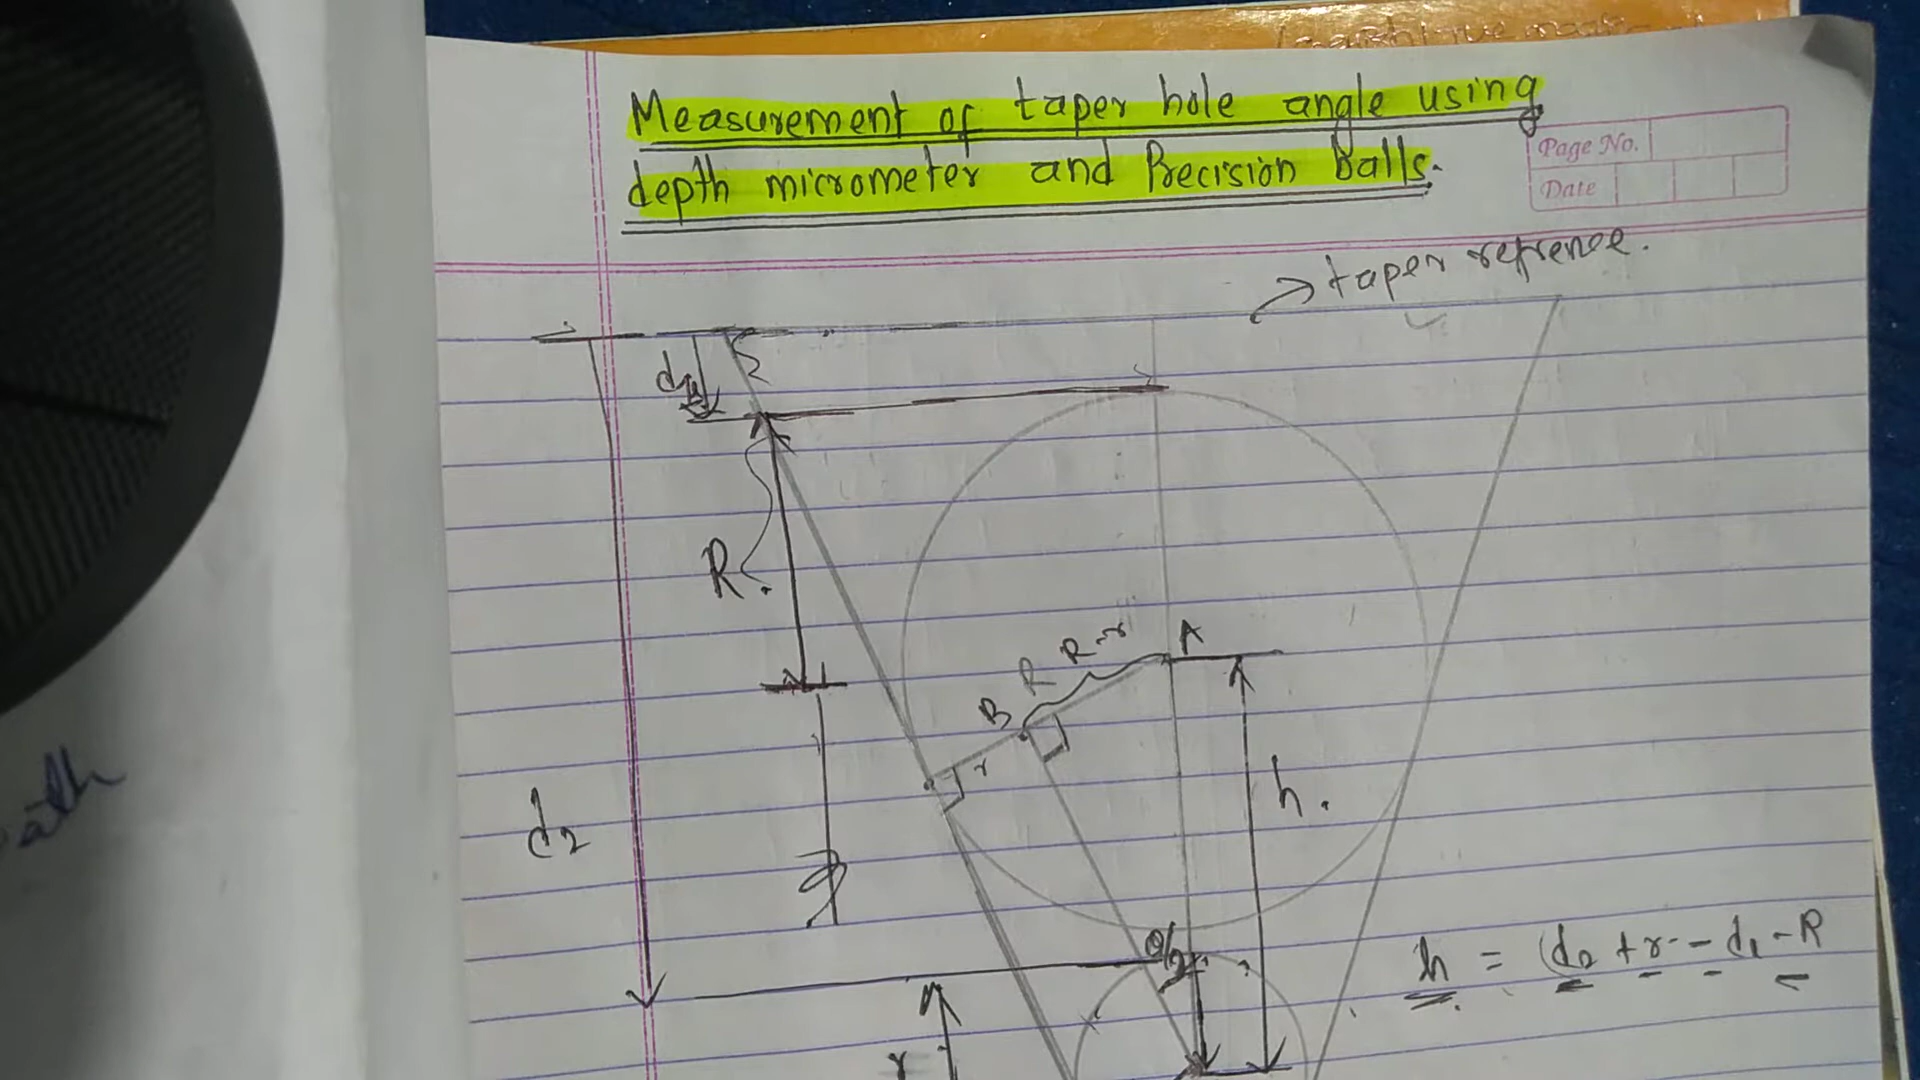 Measurement of taper hole angle using
depth micrometer and Precision balls.
Page No.
Date
taper refrence.
d1
R.
R
R-r
A
B
r
h.
d2
θ/2
h = (d2 + r - d1 - R
r